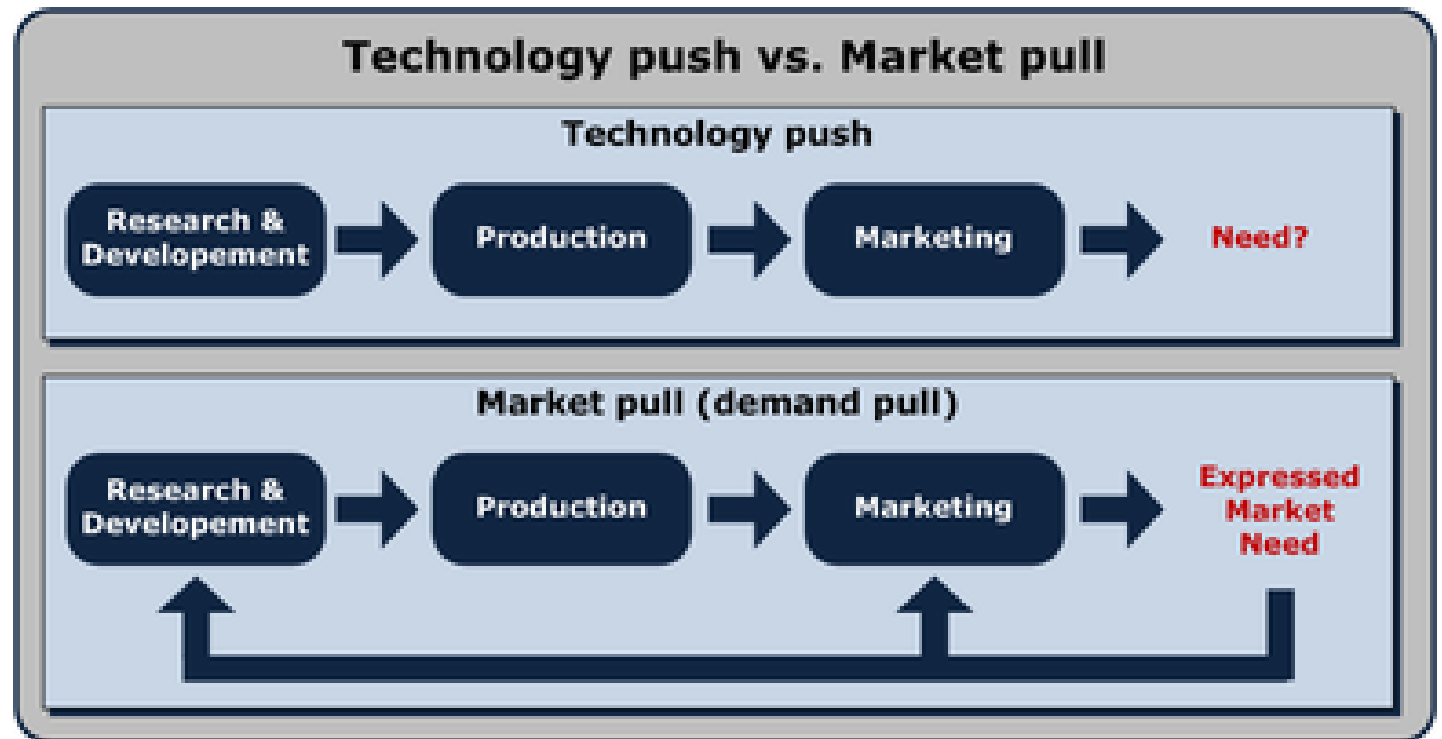 Technology push vs. Market pull
Technology push
Research &
Developement
Production
Marketing
Need?
Market pull (demand pull)
Research &
Developement
Production
Marketing
Expressed
Market
Need